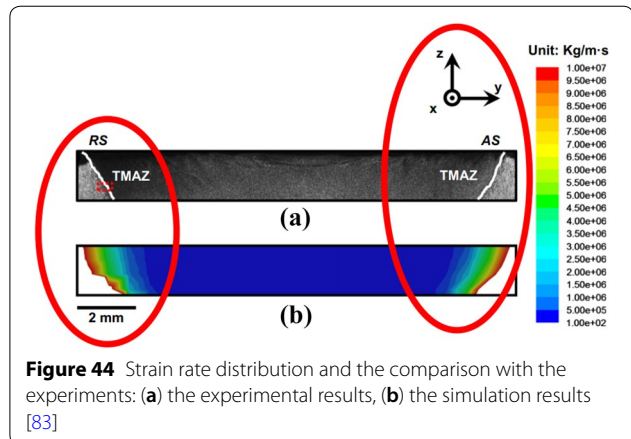 Unit: Kg/m·s
z
y
x
1.00e+07
9.50e+06
9.00e+06
8.50e+06
8.00e+06
7.50e+06
7.00e+06
6.50e+06
6.00e+06
5.50e+06
5.00e+06
4.50e+06
4.00e+06
3.50e+06
3.00e+06
2.50e+06
2.00e+06
1.50e+06
1.00e+06
5.00e+05
1.00e+02
RS
AS
TMAZ
TMAZ
(a)
(b)
2 mm
Figure 44 Strain rate distribution and the comparison with the
experiments: (a) the experimental results, (b) the simulation results
[83]